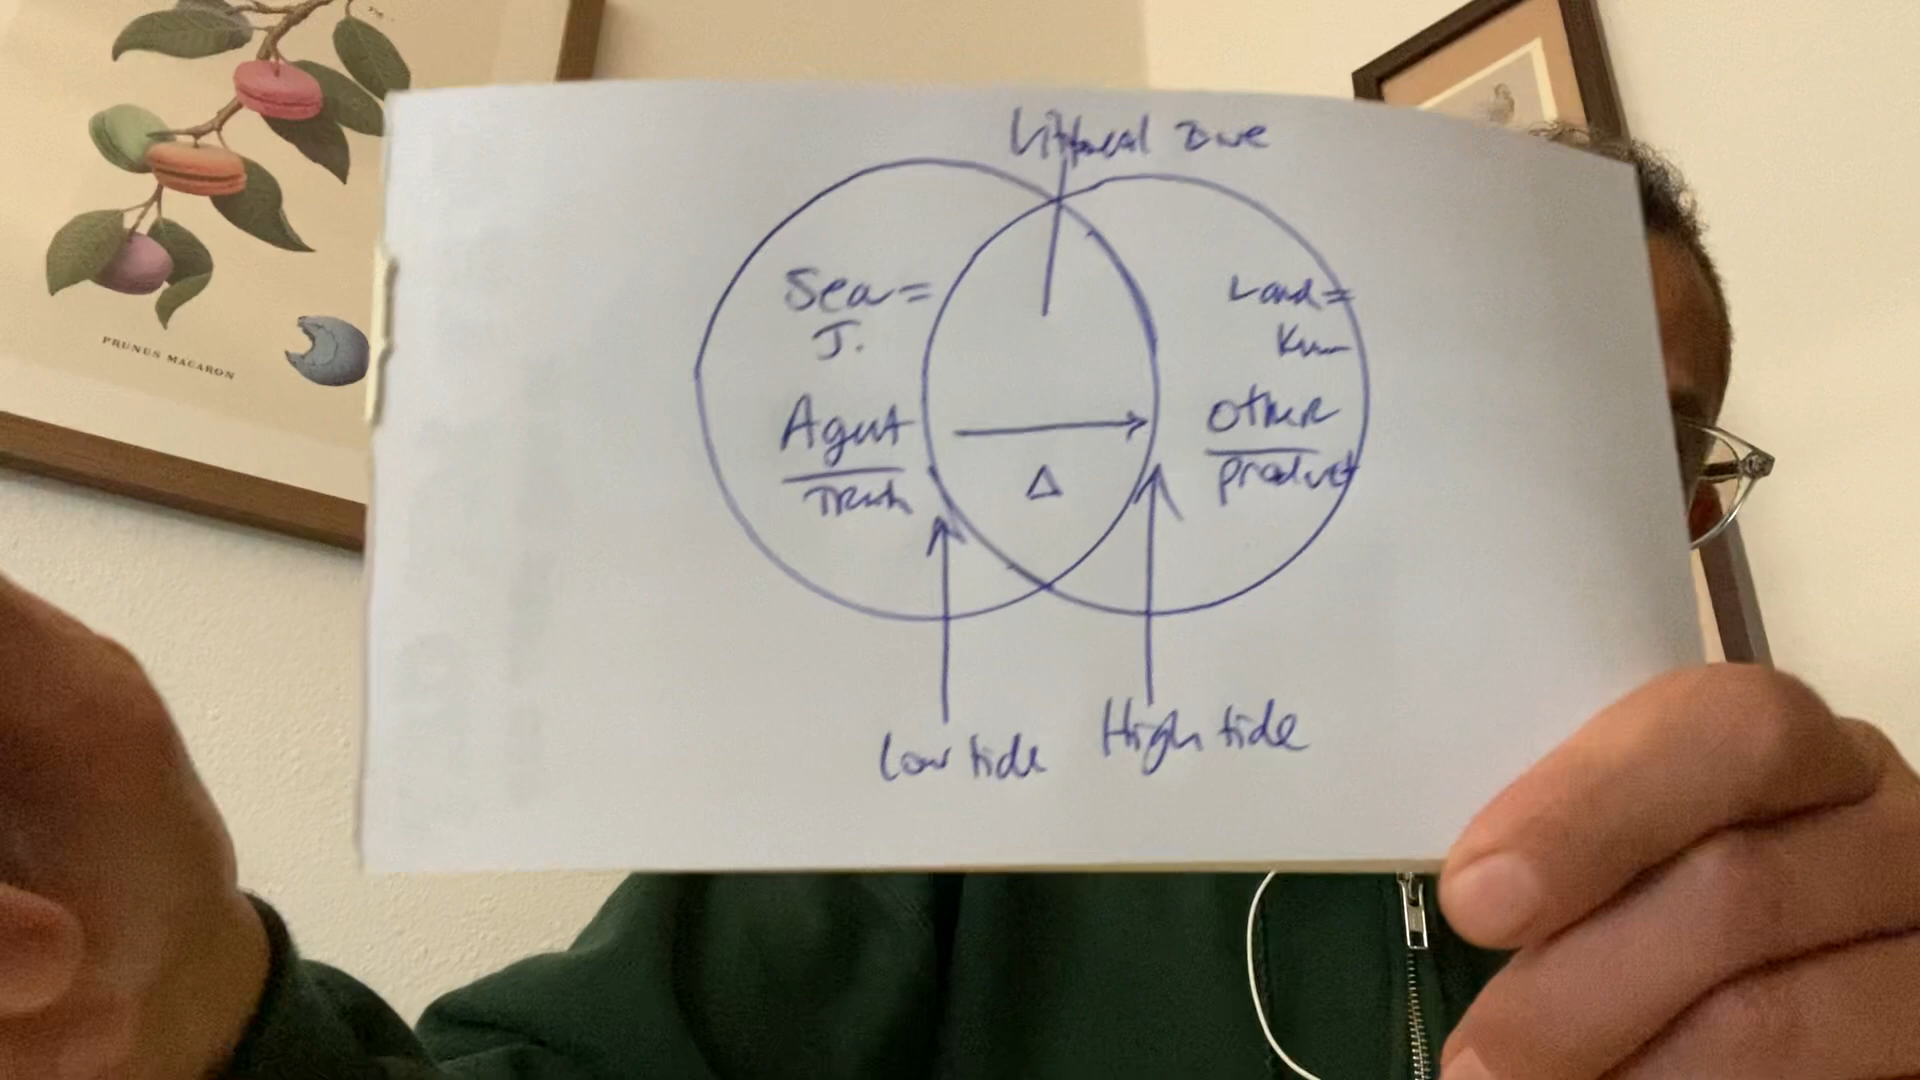 Littoral zone
Sea =
J.
Land =
Agent
Truth
Δ
Other
product
Low tide
High tide
PRUNUS MACARON